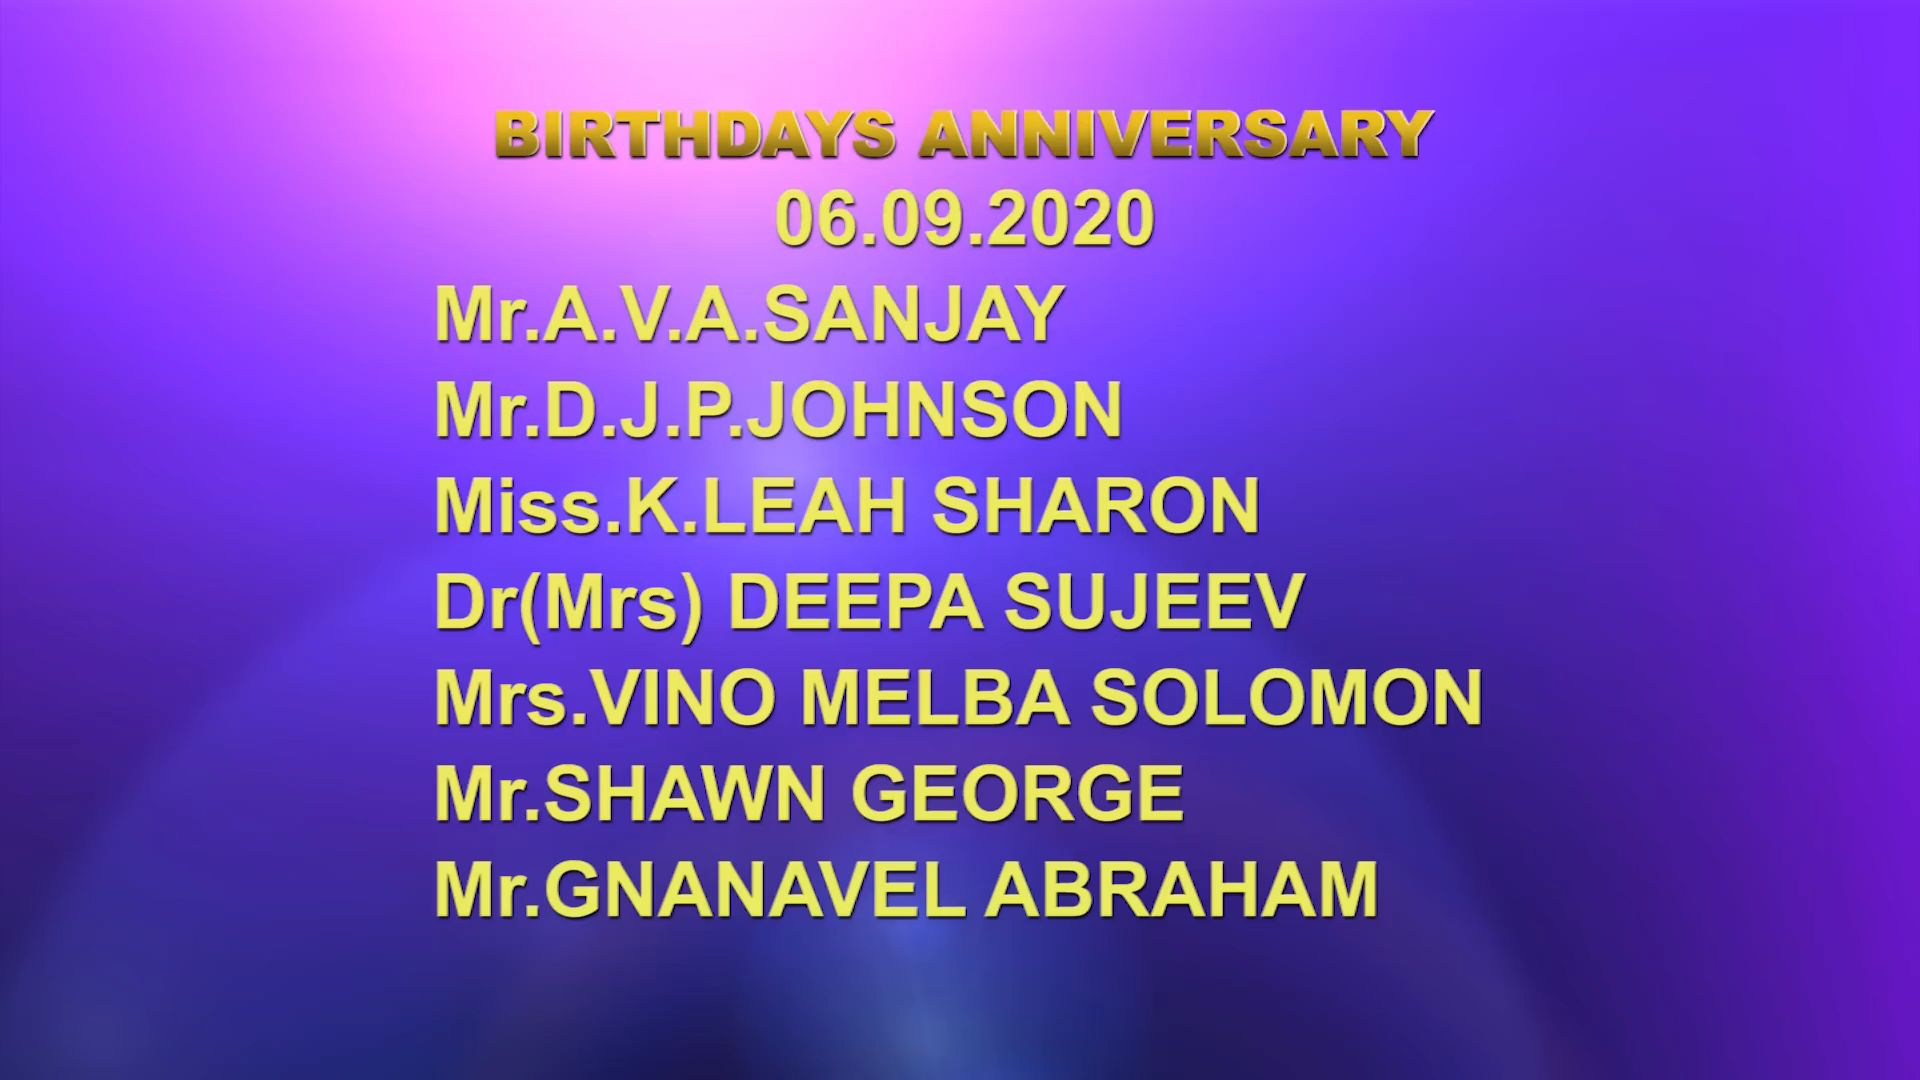 BIRTHDAYS ANNIVERSARY
06.09.2020
Mr.A.V.A.SANJAY
Mr.D.J.P.JOHNSON
Miss.K.LEAH SHARON
Dr(Mrs) DEEPA SUJEEV
Mrs.VINO MELBA SOLOMON
Mr.SHAWN GEORGE
Mr.GNANAVEL ABRAHAM